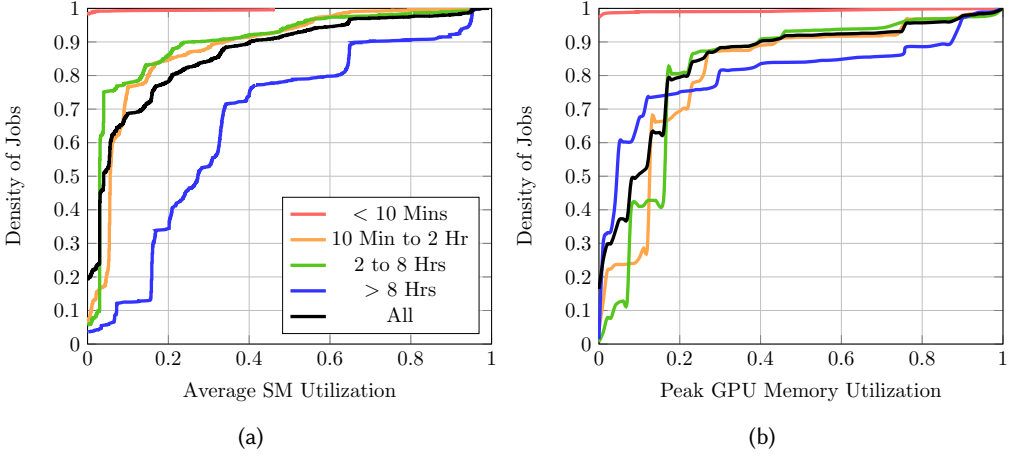 1
0.9
0.8
0.7
0.6
0.5
0.4
0.3
0.2
0.1
0
Density of Jobs
0 0.2 0.4 0.6 0.8 1
Average SM Utilization
< 10 Mins
10 Min to 2 Hr
2 to 8 Hrs
> 8 Hrs
All
(a)
1
0.9
0.8
0.7
0.6
0.5
0.4
0.3
0.2
0.1
0
Density of Jobs
0 0.2 0.4 0.6 0.8 1
Peak GPU Memory Utilization
(b)